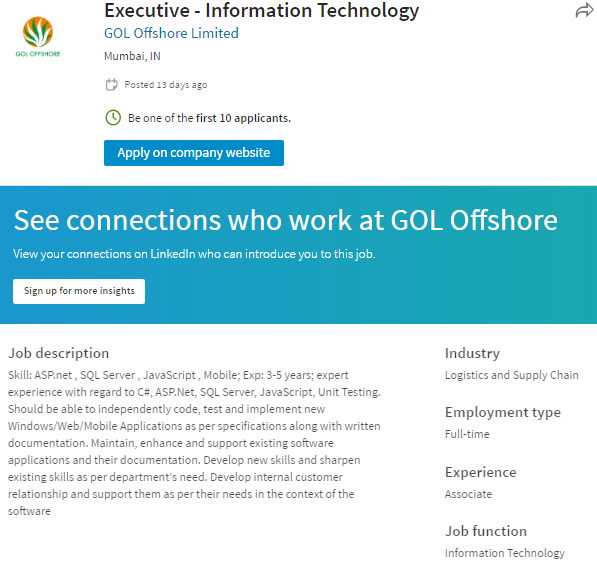 Executive - Information Technology
GOL OFFSHORE
GOL Offshore Limited
Mumbai, IN
Posted 13 days ago
Be one of the first 10 applicants.
Apply on company website
See connections who work at GOL Offshore
View your connections on LinkedIn who can introduce you to this job.
Sign up for more insights
Job description
Skill: ASP.net , SQL Server , JavaScript , Mobile; Exp: 3-5 years; expert
experience with regard to C#, ASP.Net, SQL Server, JavaScript, Unit Testing.
Should be able to independently code, test and implement new
Windows/Web/Mobile Applications as per specifications along with written
documentation. Maintain, enhance and support existing software
applications and their documentation. Develop new skills and sharpen
existing skills as per department's need. Develop internal customer
relationship and support them as per their needs in the context of the
software
Industry
Logistics and Supply Chain
Employment type
Full-time
Experience
Associate
Job function
Information Technology